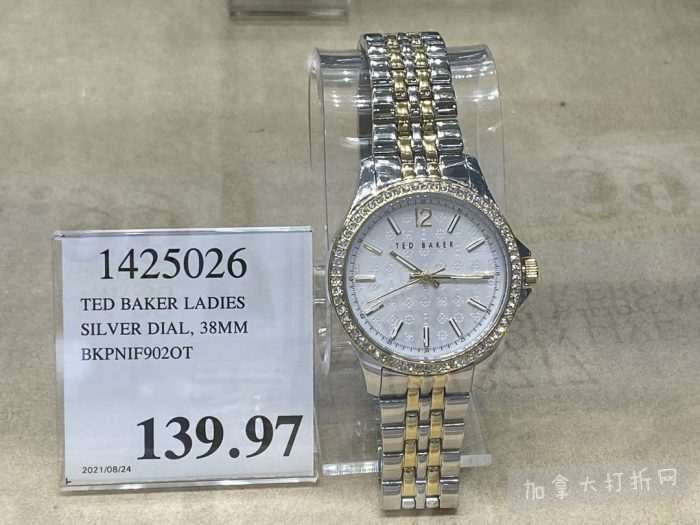 1425026
TED BAKER LADIES
SILVER DIAL, 38MM
BKPNIF902OT
139.97
2021/08/24
12
TED BAKER
加拿大打折网